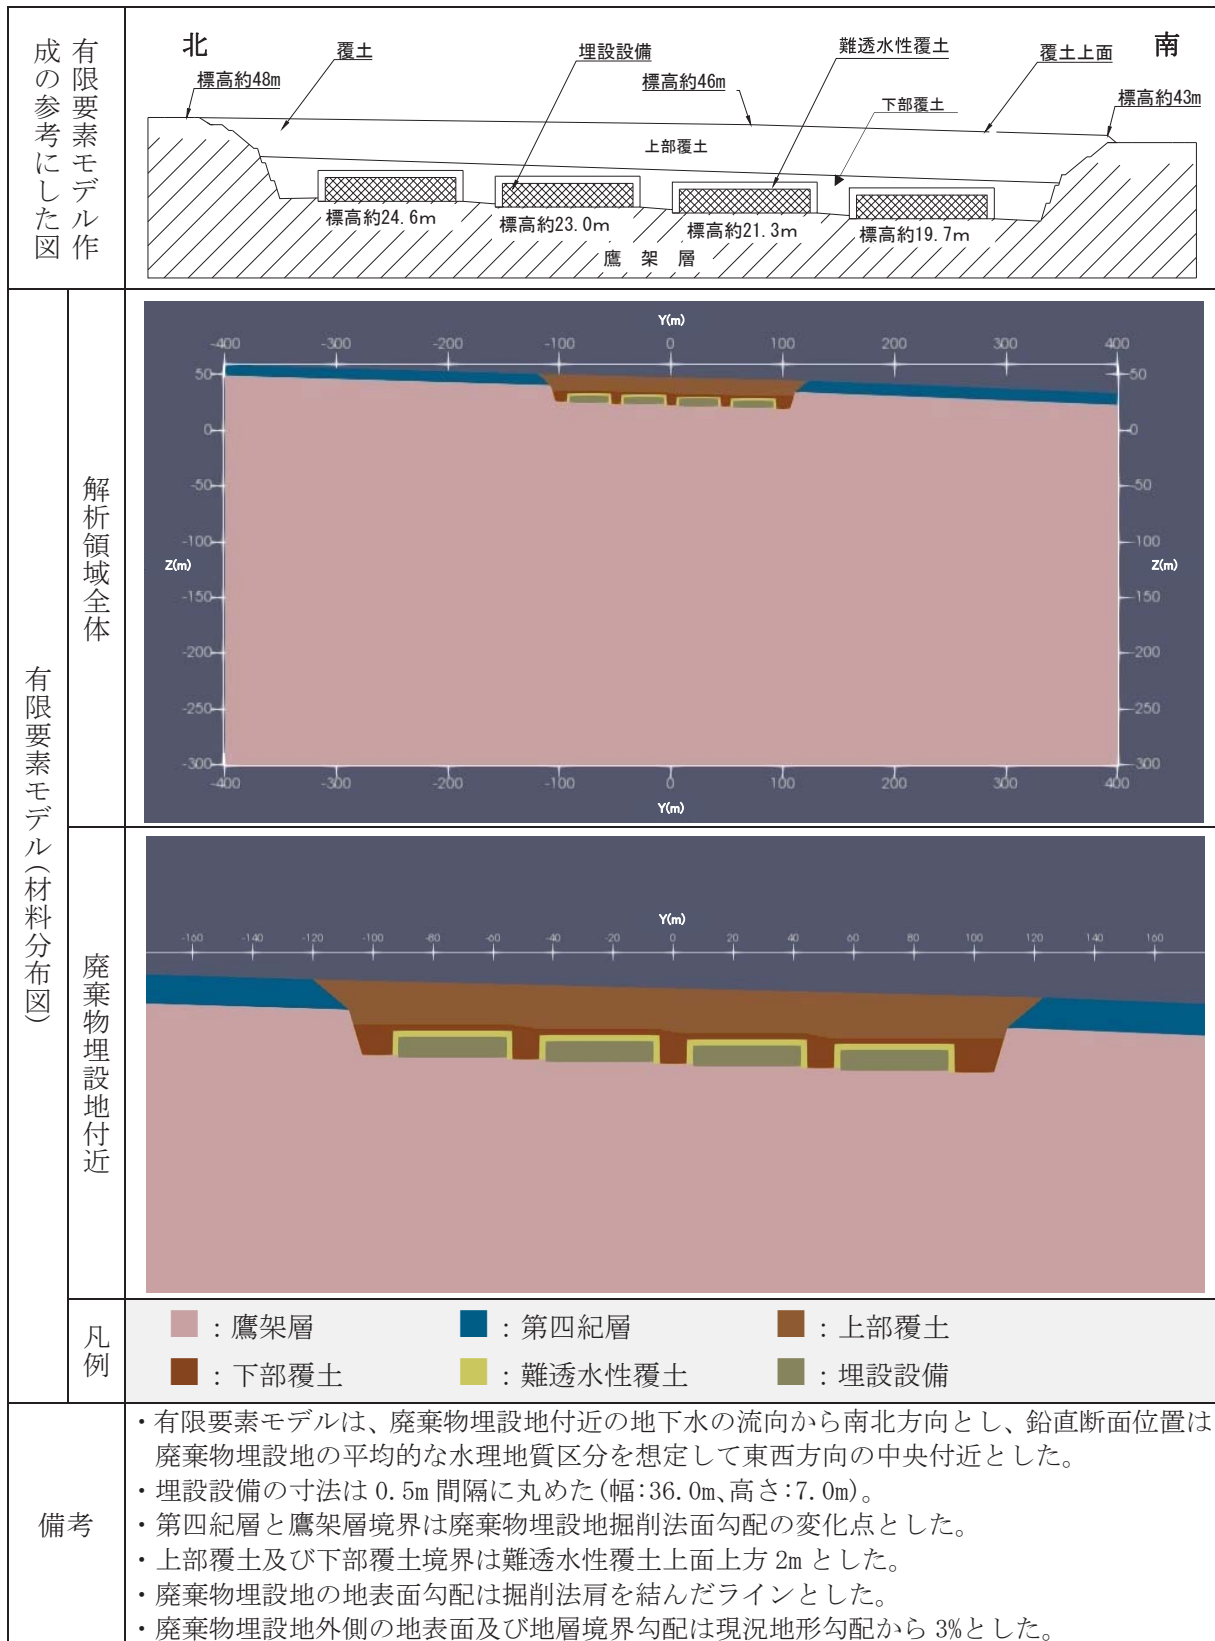 有限要素モデル作
成の参考にした図
北
南
覆土
埋設設備
難透水性覆土
覆土上面
標高約48m
標高約46m
下部覆土
標高約43m
上部覆土
標高約24.6m
標高約23.0m
標高約21.3m
標高約19.7m
鷹架層
有限要素モデル(材料分布図)
解析領域全体
Y(m)
-400 -300 -200 -100 0 100 200 300 400
50 50
0 0
-50 -50
-100 -100
Z(m) Z(m)
-150 -150
-200 -200
-250 -250
-300 -300
-400 -300 -200 -100 0 100 200 300 400
Y(m)
廃棄物埋設地付近
Y(m)
-160 -140 -120 -100 -80 -60 -40 -20 0 20 40 60 80 100 120 140 160
凡例
：鷹架層 ：第四紀層 ：上部覆土
：下部覆土 ：難透水性覆土 ：埋設設備
備考
・有限要素モデルは、廃棄物埋設地付近の地下水の流向から南北方向とし、鉛直断面位置は
廃棄物埋設地の平均的な水理地質区分を想定して東西方向の中央付近とした。
・埋設設備の寸法は 0.5m 間隔に丸めた(幅:36.0m、高さ:7.0m)。
・第四紀層と鷹架層境界は廃棄物埋設地掘削法面勾配の変化点とした。
・上部覆土及び下部覆土境界は難透水性覆土上面上方 2m とした。
・廃棄物埋設地の地表面勾配は掘削法肩を結んだラインとした。
・廃棄物埋設地外側の地表面及び地層境界勾配は現況地形勾配から 3%とした。